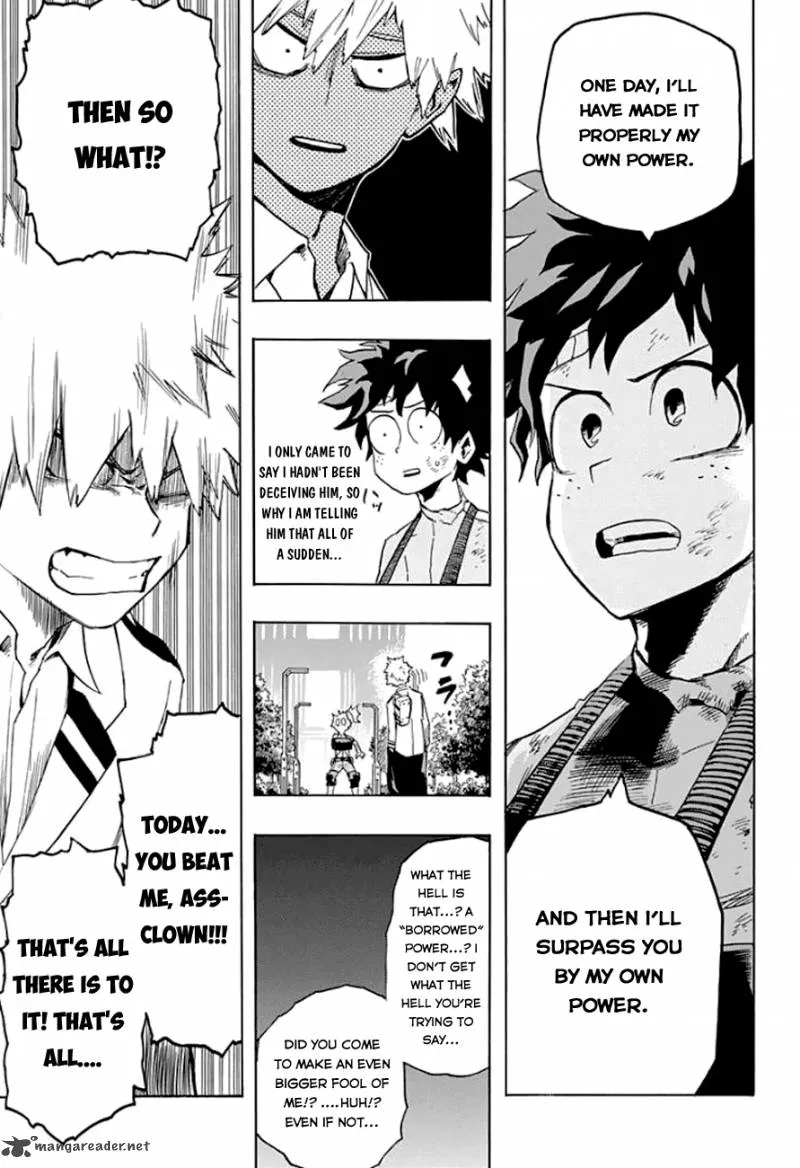 ONE DAY, I'LL
HAVE MADE IT
PROPERLY MY
OWN POWER.
AND THEN I'LL
SURPASS YOU
BY MY OWN
POWER.
I ONLY CAME TO
SAY I HADN'T BEEN
DECEIVING HIM, SO
WHY I AM TELLING
HIM THAT ALL OF
A SUDDEN...
フラ
WHAT THE
HELL IS
THAT...? A
"BORROWED"
POWER...? I
DON'T GET
WHAT THE
HELL YOU'RE
TRYING TO
SAY...
DID YOU COME
TO MAKE AN EVEN
BIGGER FOOL OF
ME!? ....HUH!?
EVEN IF NOT...
THEN SO
WHAT!?
TODAY...
YOU BEAT
ME, ASS-
CLOWN!!!
THAT'S ALL
THERE IS TO
IT! THAT'S
ALL....
mangareader.net